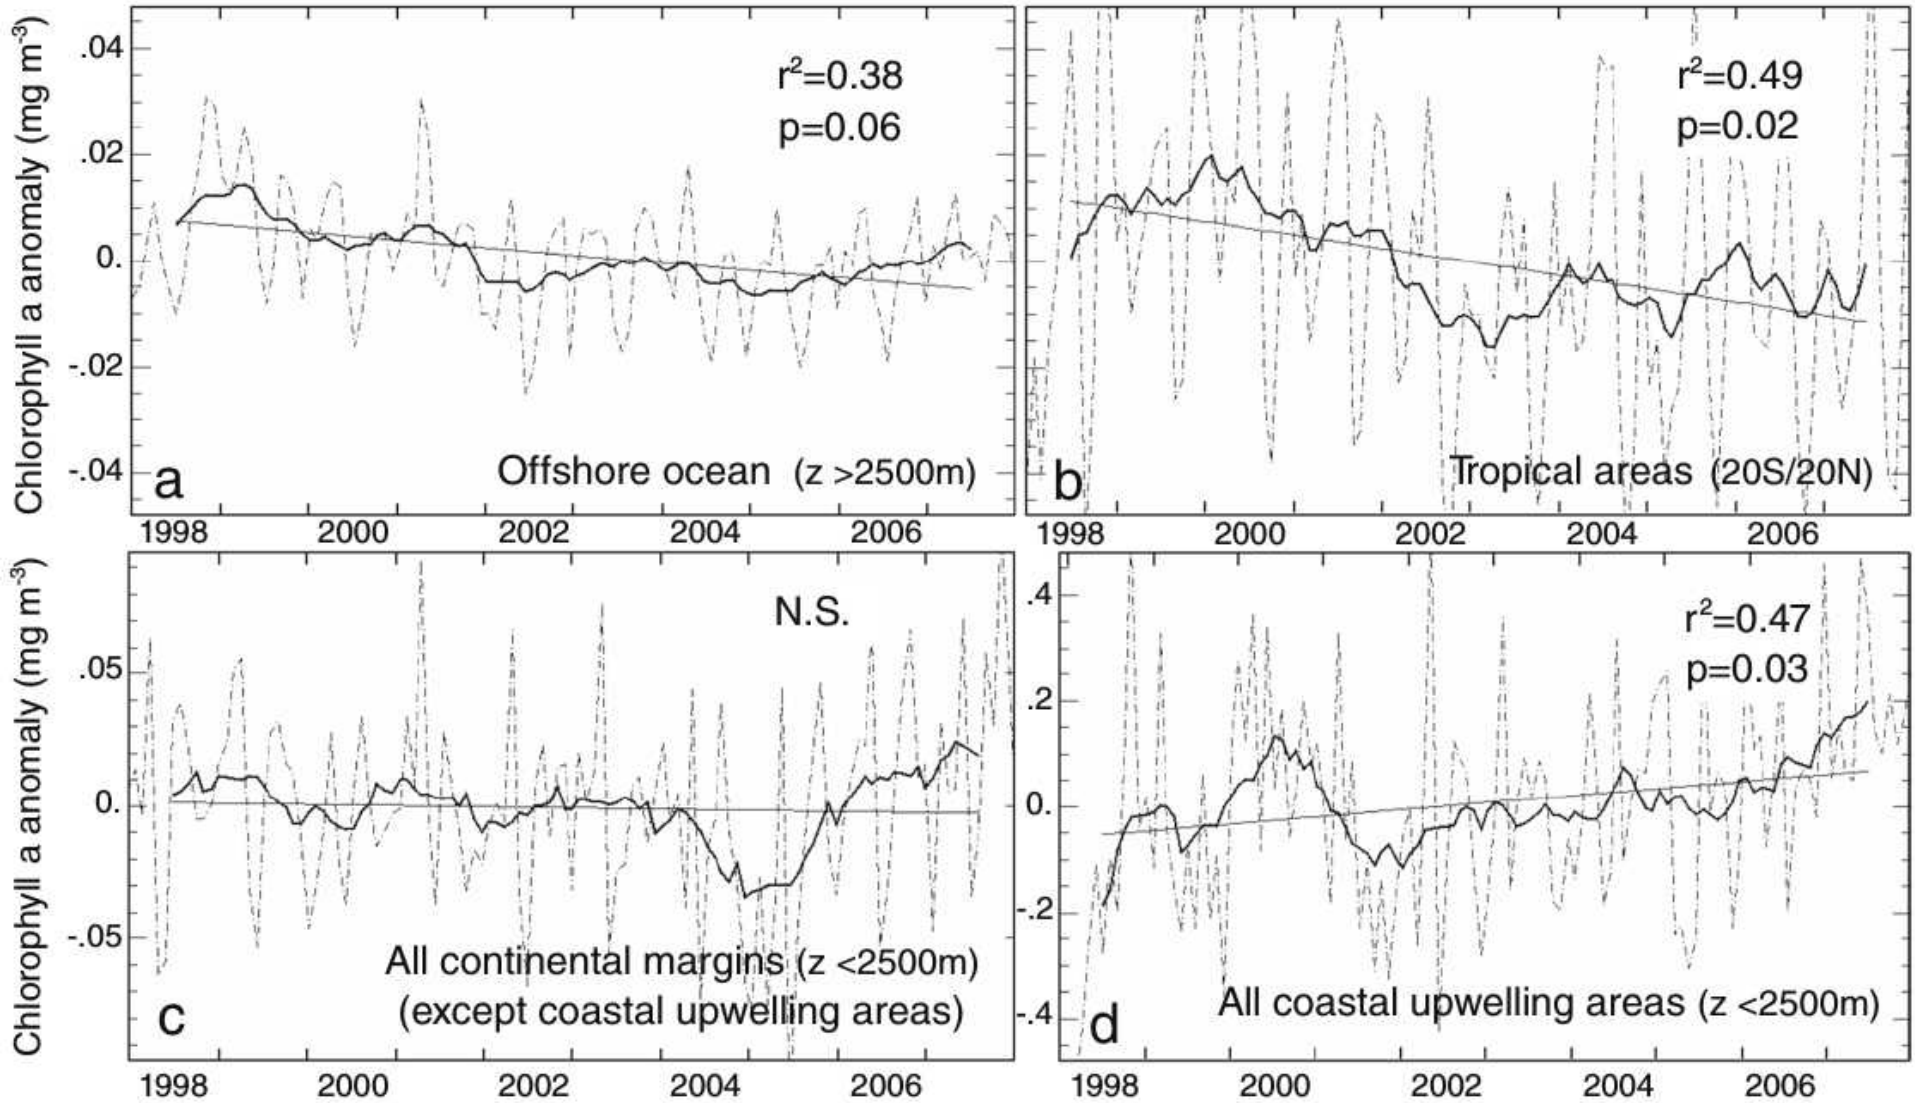 Chlorophyll a anomaly (mg m⁻³)
.04
.02
0.
-.02
-.04
r²=0.38
p=0.06
a
Offshore ocean (z >2500m)
1998 2000 2002 2004 2006
r²=0.49
p=0.02
b
Tropical areas (20S/20N)
1998 2000 2002 2004 2006
Chlorophyll a anomaly (mg m⁻³)
.05
0.
-.05
N.S.
All continental margins (z <2500m)
(except coastal upwelling areas)
c
1998 2000 2002 2004 2006
.4
.2
0.
-.2
-.4
r²=0.47
p=0.03
All coastal upwelling areas (z <2500m)
d
1998 2000 2002 2004 2006